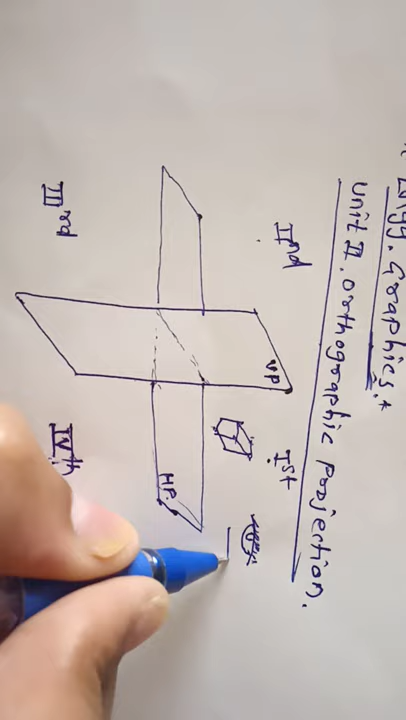 Engg. Graphics.*
Unit II. Orthographic Projection.
IInd
Ist
IIIrd
IVth
VP
HP.